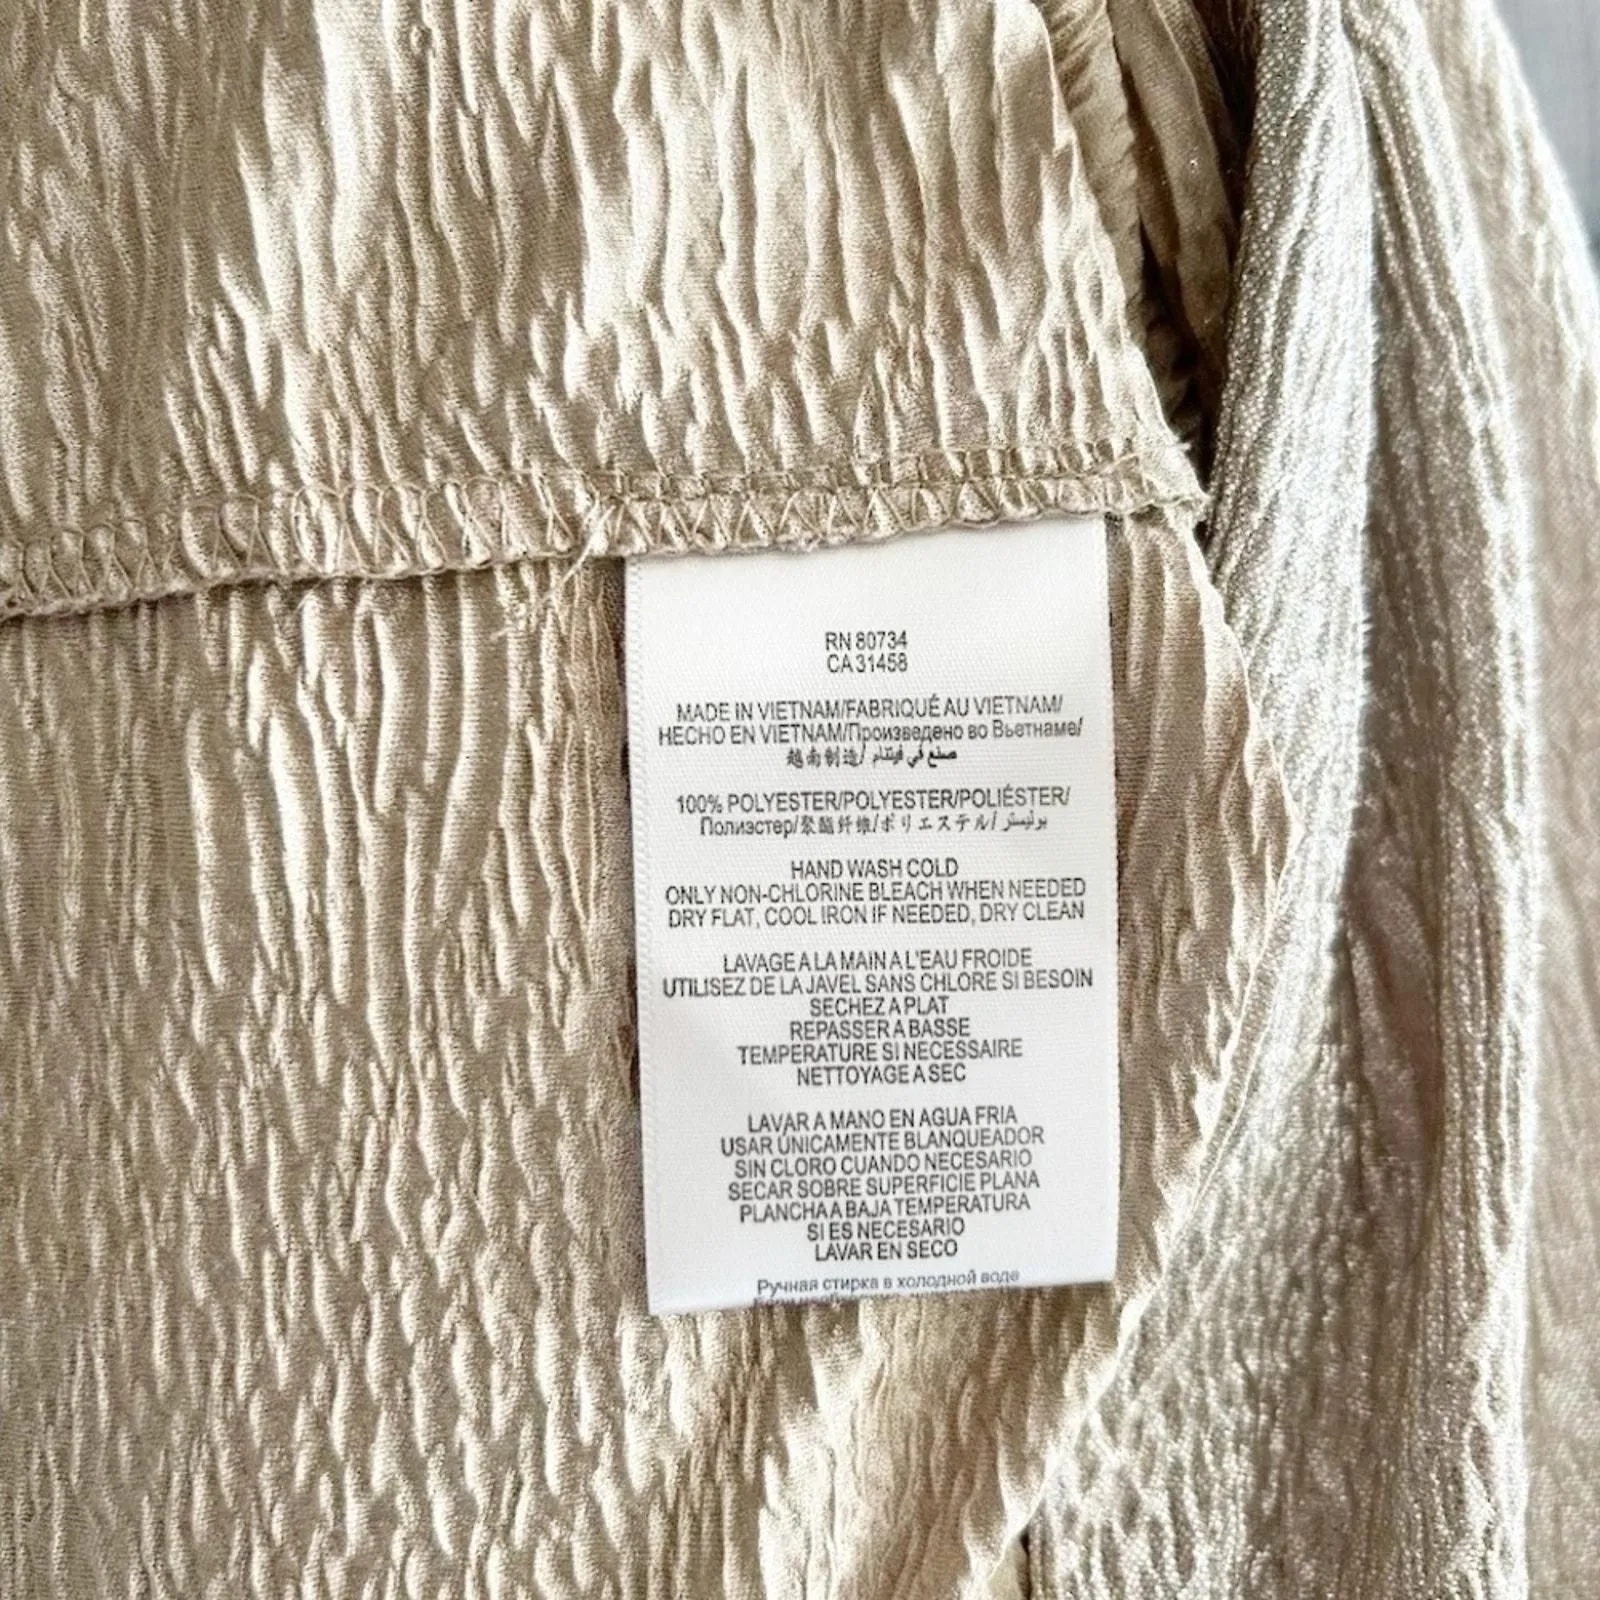 RN 80734
CA 31458
MADE IN VIETNAM/FABRIQUÉ AU VIETNAM/
HECHO EN VIETNAM/Произведено во Вьетнаме/
越南制造/ صنع في فيتنام
100% POLYESTER/POLYESTER/POLIÉSTER/
Полиэстер/聚酯纤维/ポリエステル/ بوليستر
HAND WASH COLD
ONLY NON-CHLORINE BLEACH WHEN NEEDED
DRY FLAT, COOL IRON IF NEEDED, DRY CLEAN
LAVAGE A LA MAIN A L'EAU FROIDE
UTILISEZ DE LA JAVEL SANS CHLORE SI BESOIN
SECHEZ A PLAT
REPASSER A BASSE
TEMPERATURE SI NECESSAIRE
NETTOYAGE A SEC
LAVAR A MANO EN AGUA FRIA
USAR ÚNICAMENTE BLANQUEADOR
SIN CLORO CUANDO NECESARIO
SECAR SOBRE SUPERFICIE PLANA
PLANCHA A BAJA TEMPERATURA
SI ES NECESARIO
LAVAR EN SECO
Ручная стирка в холодной воде